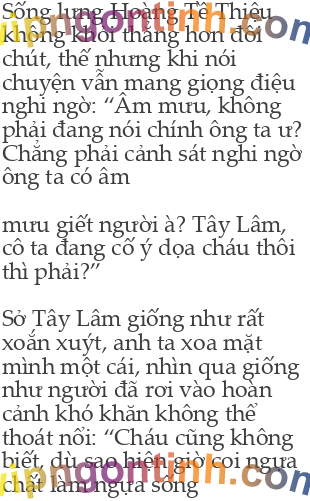 Sống lưng Hoàng Tề Thiêu
không khỏi thẳng hơn đôi
chút, thế nhưng khi nói
chuyện vẫn mang giọng điệu
nghi ngờ: “Âm mưu, không
phải đang nói chính ông ta ư?
Chẳng phải cảnh sát nghi ngờ
ông ta có âm
mưu giết người à? Tây Lâm,
cô ta đang cố ý dọa cháu thôi
thì phải?”
Sở Tây Lâm giống như rất
xoắn xuýt, anh ta xoa mặt
mình một cái, nhìn qua giống
như người đã rơi vào hoàn
cảnh khó khăn không thể
thoát nổi: “Cháu cũng không
biết, dù sao hiện giờ coi ngựa
chết làm ngựa sống
vipngontinh.com
vipngontinh.com